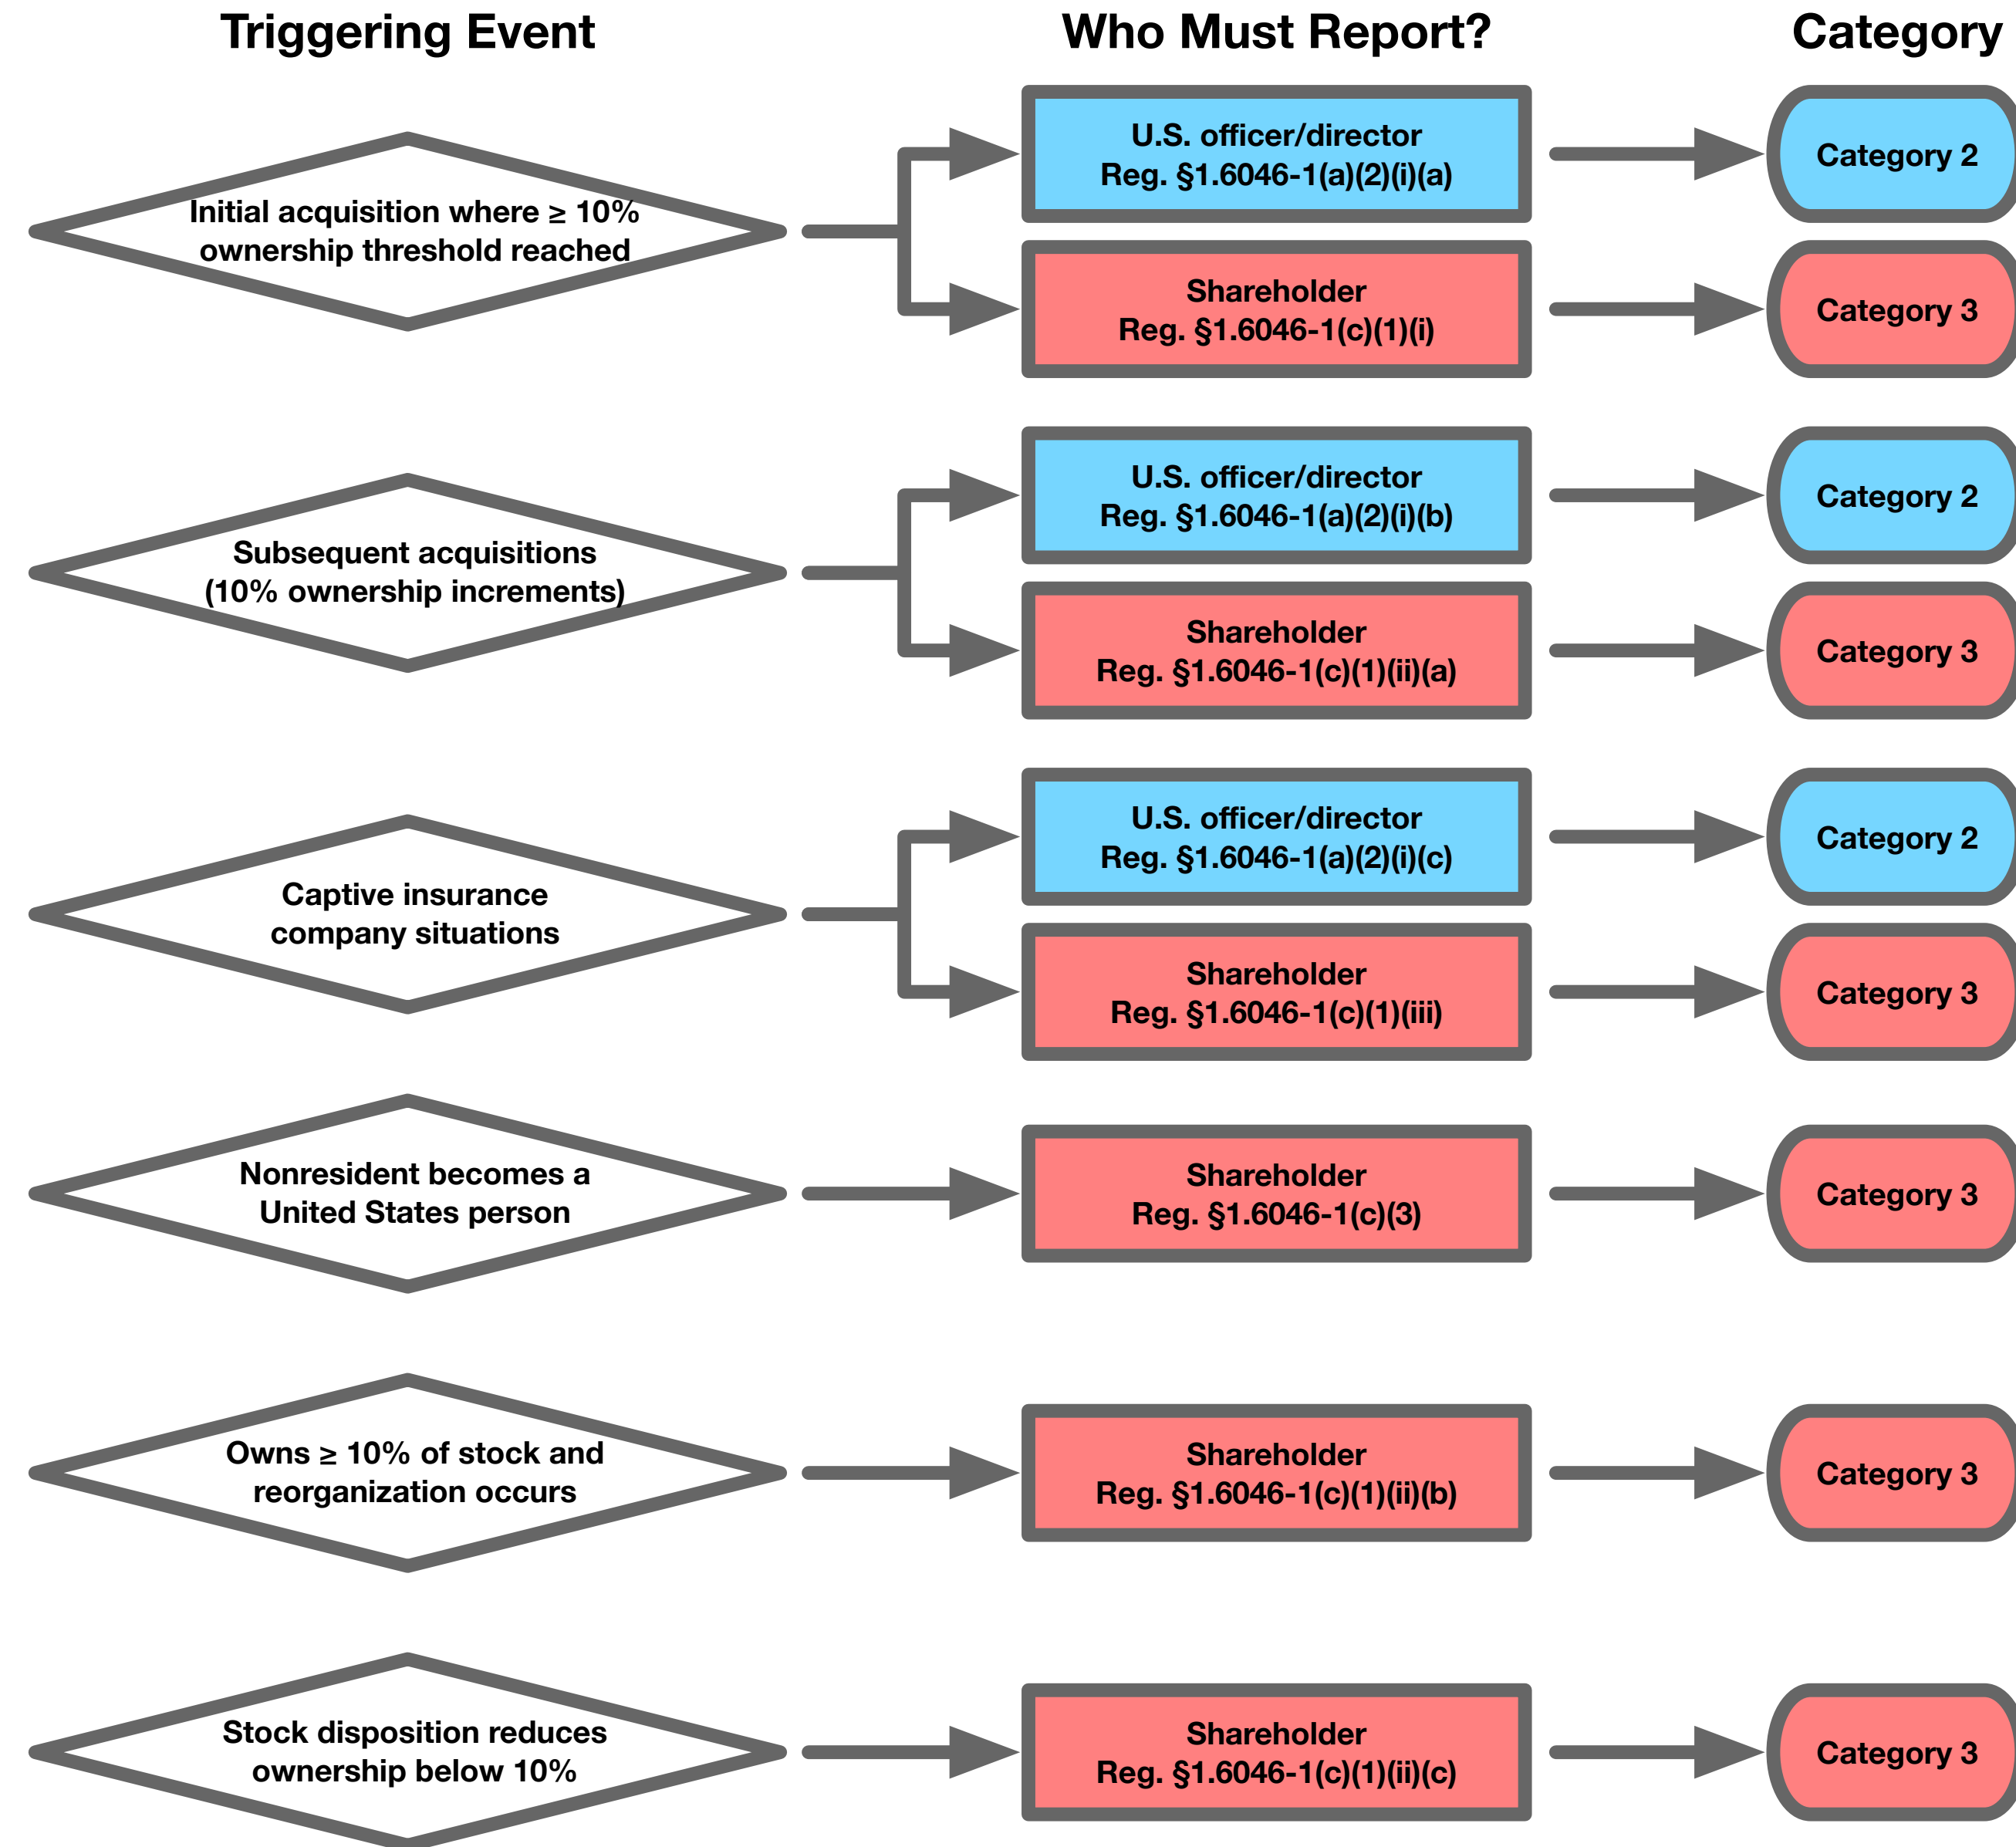 Triggering Event
Who Must Report?
Category
Initial acquisition where ≥ 10%
ownership threshold reached
U.S. officer/director
Reg. §1.6046-1(a)(2)(i)(a)
Category 2
Shareholder
Reg. §1.6046-1(c)(1)(i)
Category 3
Subsequent acquisitions
(10% ownership increments)
U.S. officer/director
Reg. §1.6046-1(a)(2)(i)(b)
Category 2
Shareholder
Reg. §1.6046-1(c)(1)(ii)(a)
Category 3
Captive insurance
company situations
U.S. officer/director
Reg. §1.6046-1(a)(2)(i)(c)
Category 2
Shareholder
Reg. §1.6046-1(c)(1)(iii)
Category 3
Nonresident becomes a
United States person
Shareholder
Reg. §1.6046-1(c)(3)
Category 3
Owns ≥ 10% of stock and
reorganization occurs
Shareholder
Reg. §1.6046-1(c)(1)(ii)(b)
Category 3
Stock disposition reduces
ownership below 10%
Shareholder
Reg. §1.6046-1(c)(1)(ii)(c)
Category 3